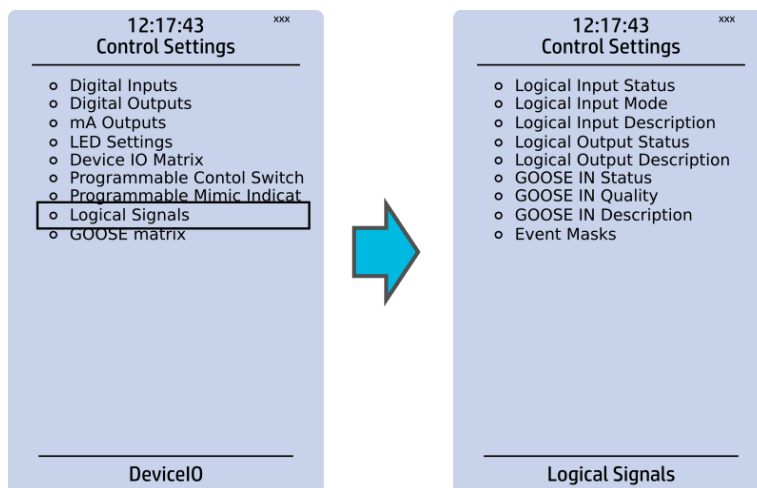 12:17:43
xxx
Control Settings
Digital Inputs
Digital Outputs
mA Outputs
LED Settings
Device IO Matrix
Programmable Contol Switch
Programmable Mimic Indicat
Logical Signals
GOOSE matrix
DeviceIO
12:17:43
xxx
Control Settings
Logical Input Status
Logical Input Mode
Logical Input Description
Logical Output Status
Logical Output Description
GOOSE IN Status
GOOSE IN Quality
GOOSE IN Description
Event Masks
Logical Signals